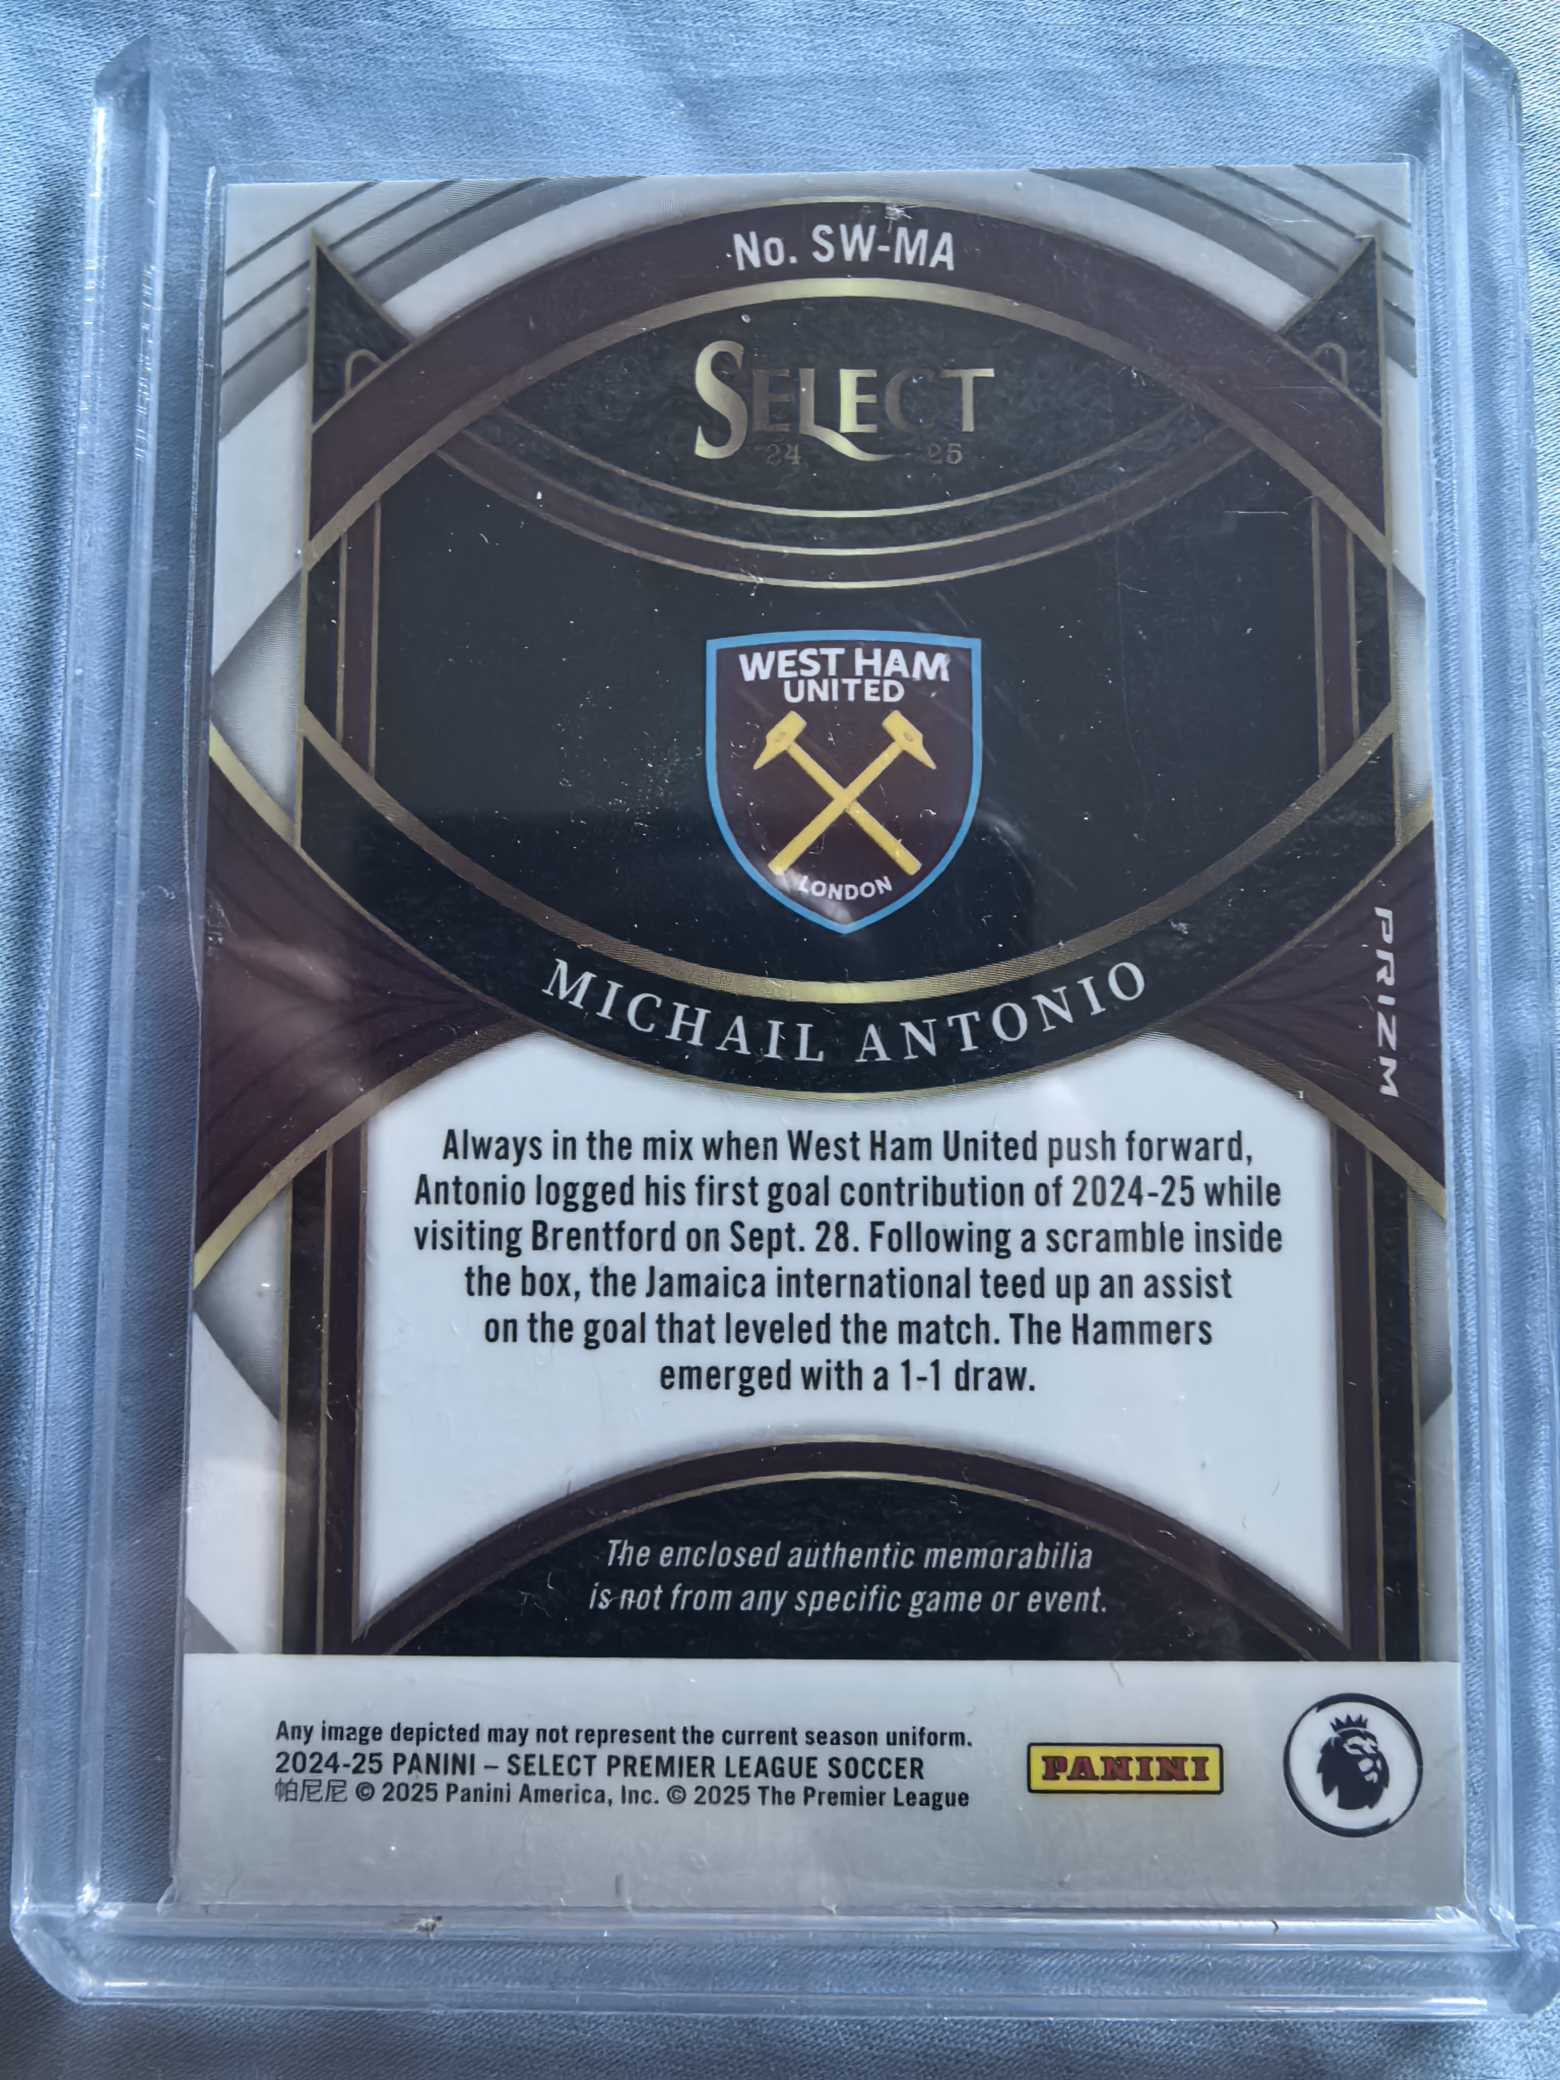 No. SW-MA
SELECT
24 25
WEST HAM
UNITED
LONDON
MICHAIL ANTONIO
PRIZM
Always in the mix when West Ham United push forward,
Antonio logged his first goal contribution of 2024-25 while
visiting Brentford on Sept. 28. Following a scramble inside
the box, the Jamaica international teed up an assist
on the goal that leveled the match. The Hammers
emerged with a 1-1 draw.
The enclosed authentic memorabilia
is not from any specific game or event.
Any image depicted may not represent the current season uniform.
2024-25 PANINI – SELECT PREMIER LEAGUE SOCCER
帕尼尼 © 2025 Panini America, Inc. © 2025 The Premier League
PANINI